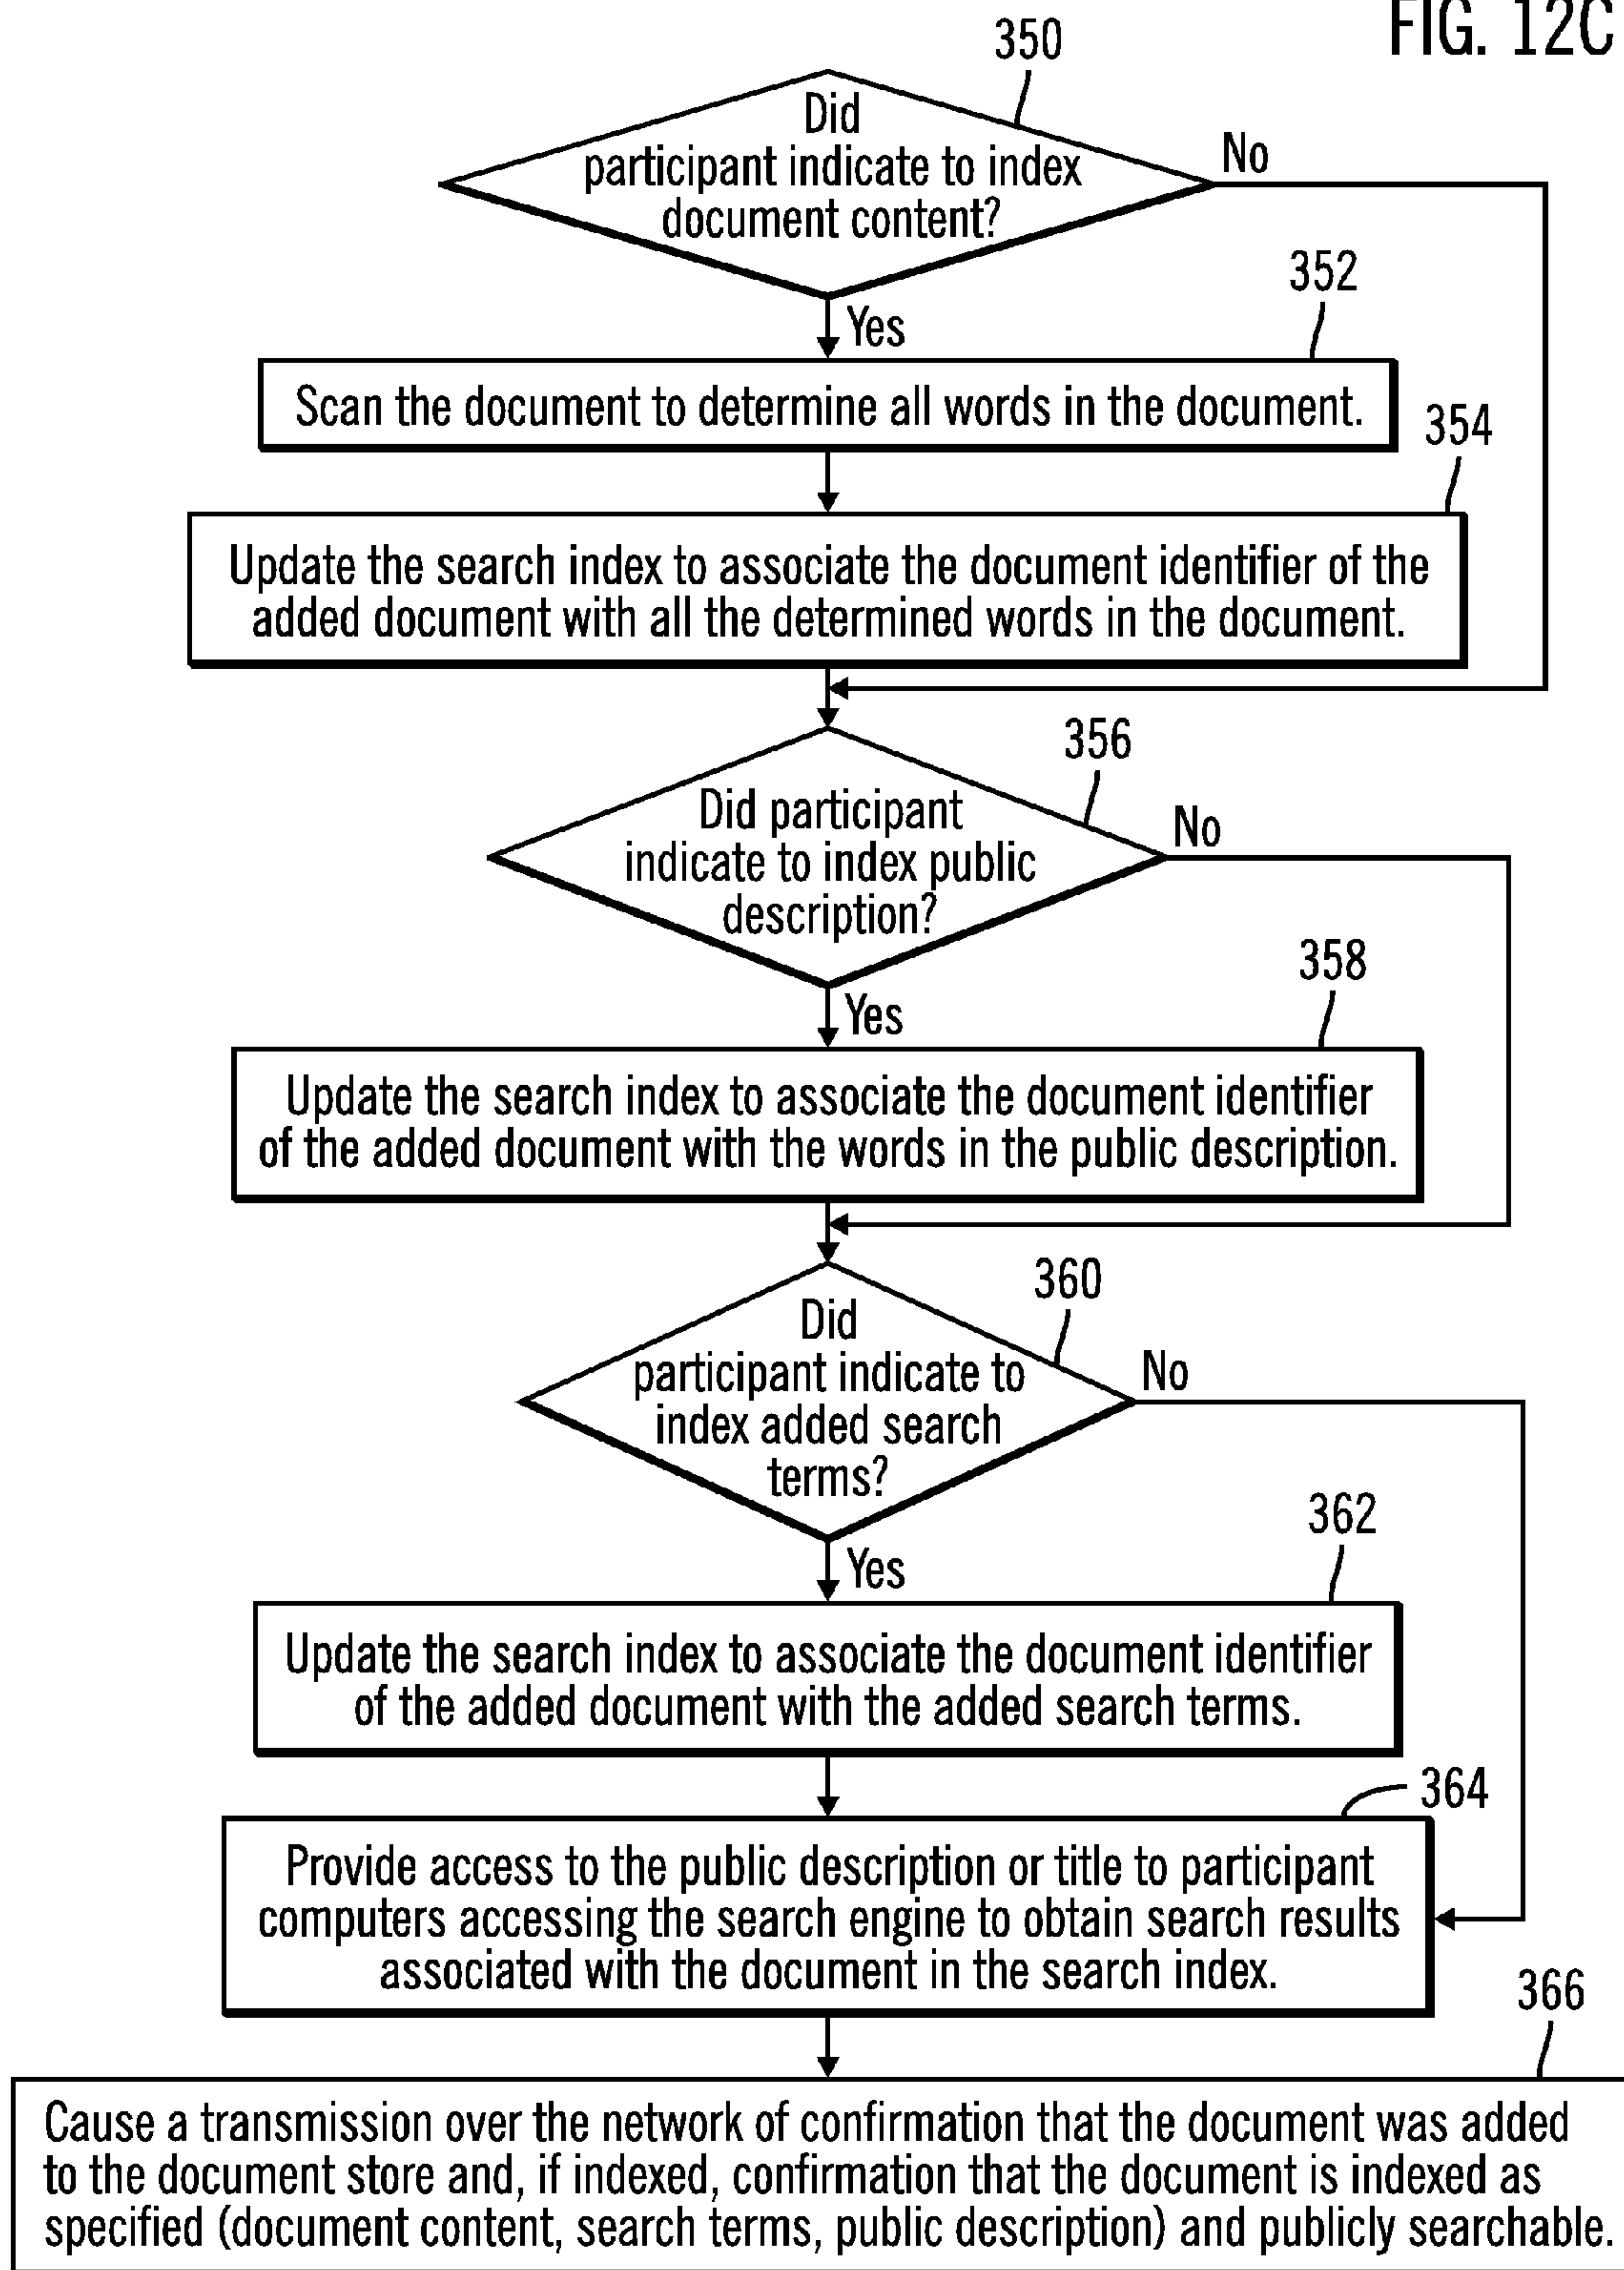 FIG. 12C
350
Did
participant indicate to index
document content?
No
Yes
352
Scan the document to determine all words in the document.
354
Update the search index to associate the document identifier of the
added document with all the determined words in the document.
356
Did participant
indicate to index public
description?
No
Yes
358
Update the search index to associate the document identifier
of the added document with the words in the public description.
360
Did
participant indicate to
index added search
terms?
No
Yes
362
Update the search index to associate the document identifier
of the added document with the added search terms.
364
Provide access to the public description or title to participant
computers accessing the search engine to obtain search results
associated with the document in the search index.
366
Cause a transmission over the network of confirmation that the document was added
to the document store and, if indexed, confirmation that the document is indexed as
specified (document content, search terms, public description) and publicly searchable.